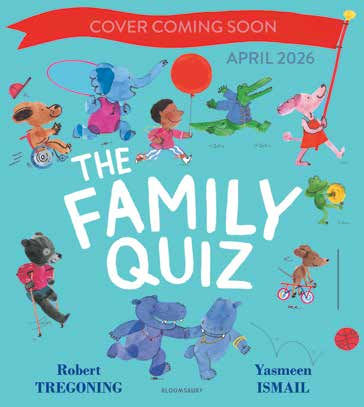 COVER COMING SOON
APRIL 2026
THE
FAMILY
QUIZ
Robert
TREGONING
Yasmeen
ISMAIL
BLOOMSBURY